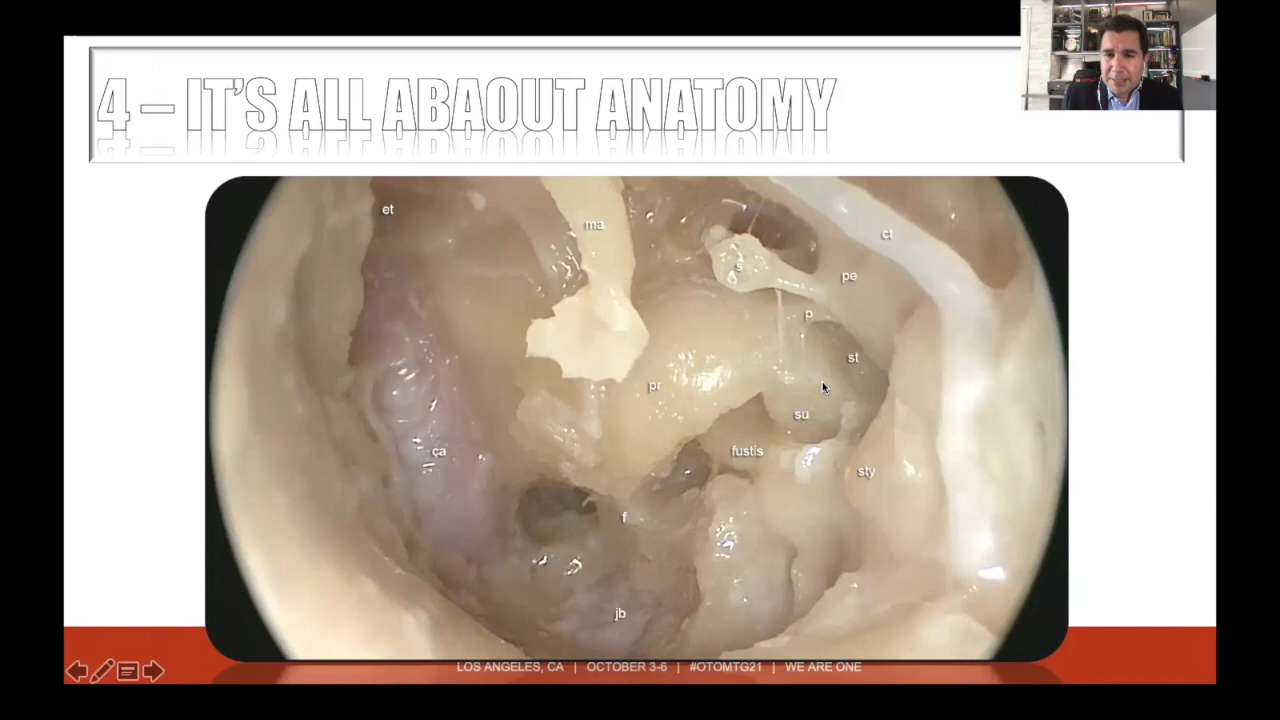 4 – IT'S ALL ABAOUT ANATOMY
et
ma
ct
s
pe
p
st
pr
su
ca
fustis
sty
f
jb
LOS ANGELES, CA | OCTOBER 3-6 | #OTOMTG21 | WE ARE ONE